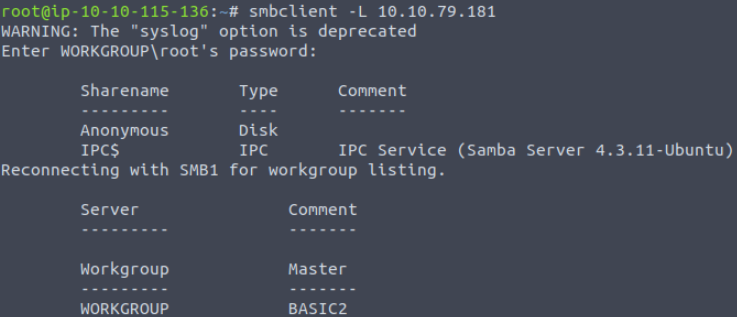 root@ip-10-10-115-136:~# smbclient -L 10.10.79.181
WARNING: The "syslog" option is deprecated
Enter WORKGROUP\root's password:
Sharename Type Comment
--------- ---- -------
Anonymous Disk
IPC$ IPC IPC Service (Samba Server 4.3.11-Ubuntu)
Reconnecting with SMB1 for workgroup listing.
Server Comment
--------- -------
Workgroup Master
--------- -------
WORKGROUP BASIC2